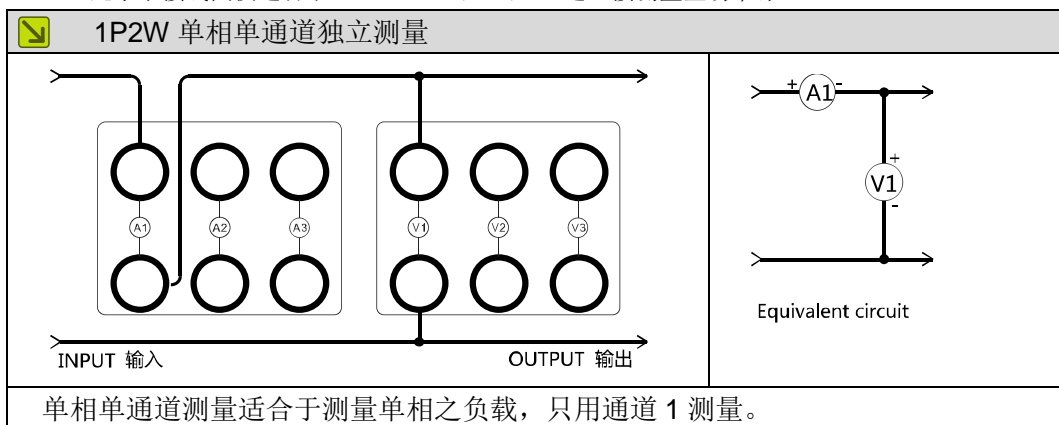 1P2W 单相单通道独立测量
A1
A2
A3
V1
V2
V3
INPUT 输入
OUTPUT 输出
+
A1
-
+
V1
-
Equivalent circuit
单相单通道测量适合于测量单相之负载，只用通道 1 测量。